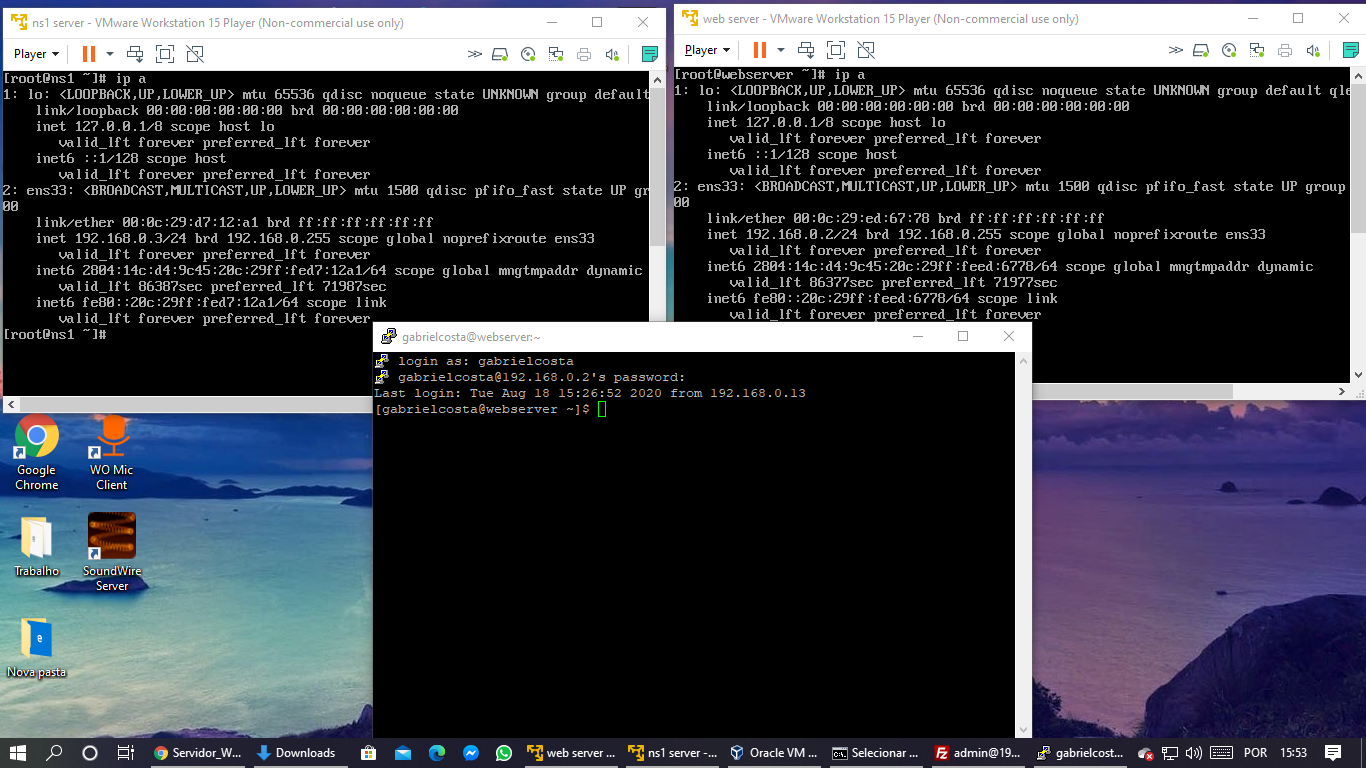 ns1 server - VMware Workstation 15 Player (Non-commercial use only)
Player
[root@ns1 ~]# ip a
1: lo: <LOOPBACK,UP,LOWER_UP> mtu 65536 qdisc noqueue state UNKNOWN group default
link/loopback 00:00:00:00:00:00 brd 00:00:00:00:00:00
inet 127.0.0.1/8 scope host lo
valid_lft forever preferred_lft forever
inet6 ::1/128 scope host
valid_lft forever preferred_lft forever
2: ens33: <BROADCAST,MULTICAST,UP,LOWER_UP> mtu 1500 qdisc pfifo_fast state UP gr
00
link/ether 00:0c:29:d7:12:a1 brd ff:ff:ff:ff:ff:ff
inet 192.168.0.3/24 brd 192.168.0.255 scope global noprefixroute ens33
valid_lft forever preferred_lft forever
inet6 2804:14c:d4:9c45:20c:29ff:fed7:12a1/64 scope global mngtmpaddr dynamic
valid_lft 86387sec preferred_lft 71987sec
inet6 fe80::20c:29ff:fed7:12a1/64 scope link
valid_lft forever preferred_lft forever
[root@ns1 ~]#
web server - VMware Workstation 15 Player (Non-commercial use only)
Player
[root@webserver ~]# ip a
1: lo: <LOOPBACK,UP,LOWER_UP> mtu 65536 qdisc noqueue state UNKNOWN group default qle
link/loopback 00:00:00:00:00:00 brd 00:00:00:00:00:00
inet 127.0.0.1/8 scope host lo
valid_lft forever preferred_lft forever
inet6 ::1/128 scope host
valid_lft forever preferred_lft forever
2: ens33: <BROADCAST,MULTICAST,UP,LOWER_UP> mtu 1500 qdisc pfifo_fast state UP group
00
link/ether 00:0c:29:ed:67:78 brd ff:ff:ff:ff:ff:ff
inet 192.168.0.2/24 brd 192.168.0.255 scope global noprefixroute ens33
valid_lft forever preferred_lft forever
inet6 2804:14c:d4:9c45:20c:29ff:feed:6778/64 scope global mngtmpaddr dynamic
valid_lft 86377sec preferred_lft 71977sec
inet6 fe80::20c:29ff:feed:6778/64 scope link
valid_lft forever preferred_lft forever
gabrielcosta@webserver:~
login as: gabrielcosta
gabrielcosta@192.168.0.2's password:
Last login: Tue Aug 18 15:26:52 2020 from 192.168.0.13
[gabrielcosta@webserver ~]$
Google
Chrome
WO Mic
Client
Trabalho
SoundWire
Server
Nova pasta
Servidor_W...
Downloads
web server ...
ns1 server -...
Oracle VM ...
Selecionar ...
admin@19...
gabrielcost...
POR
15:53